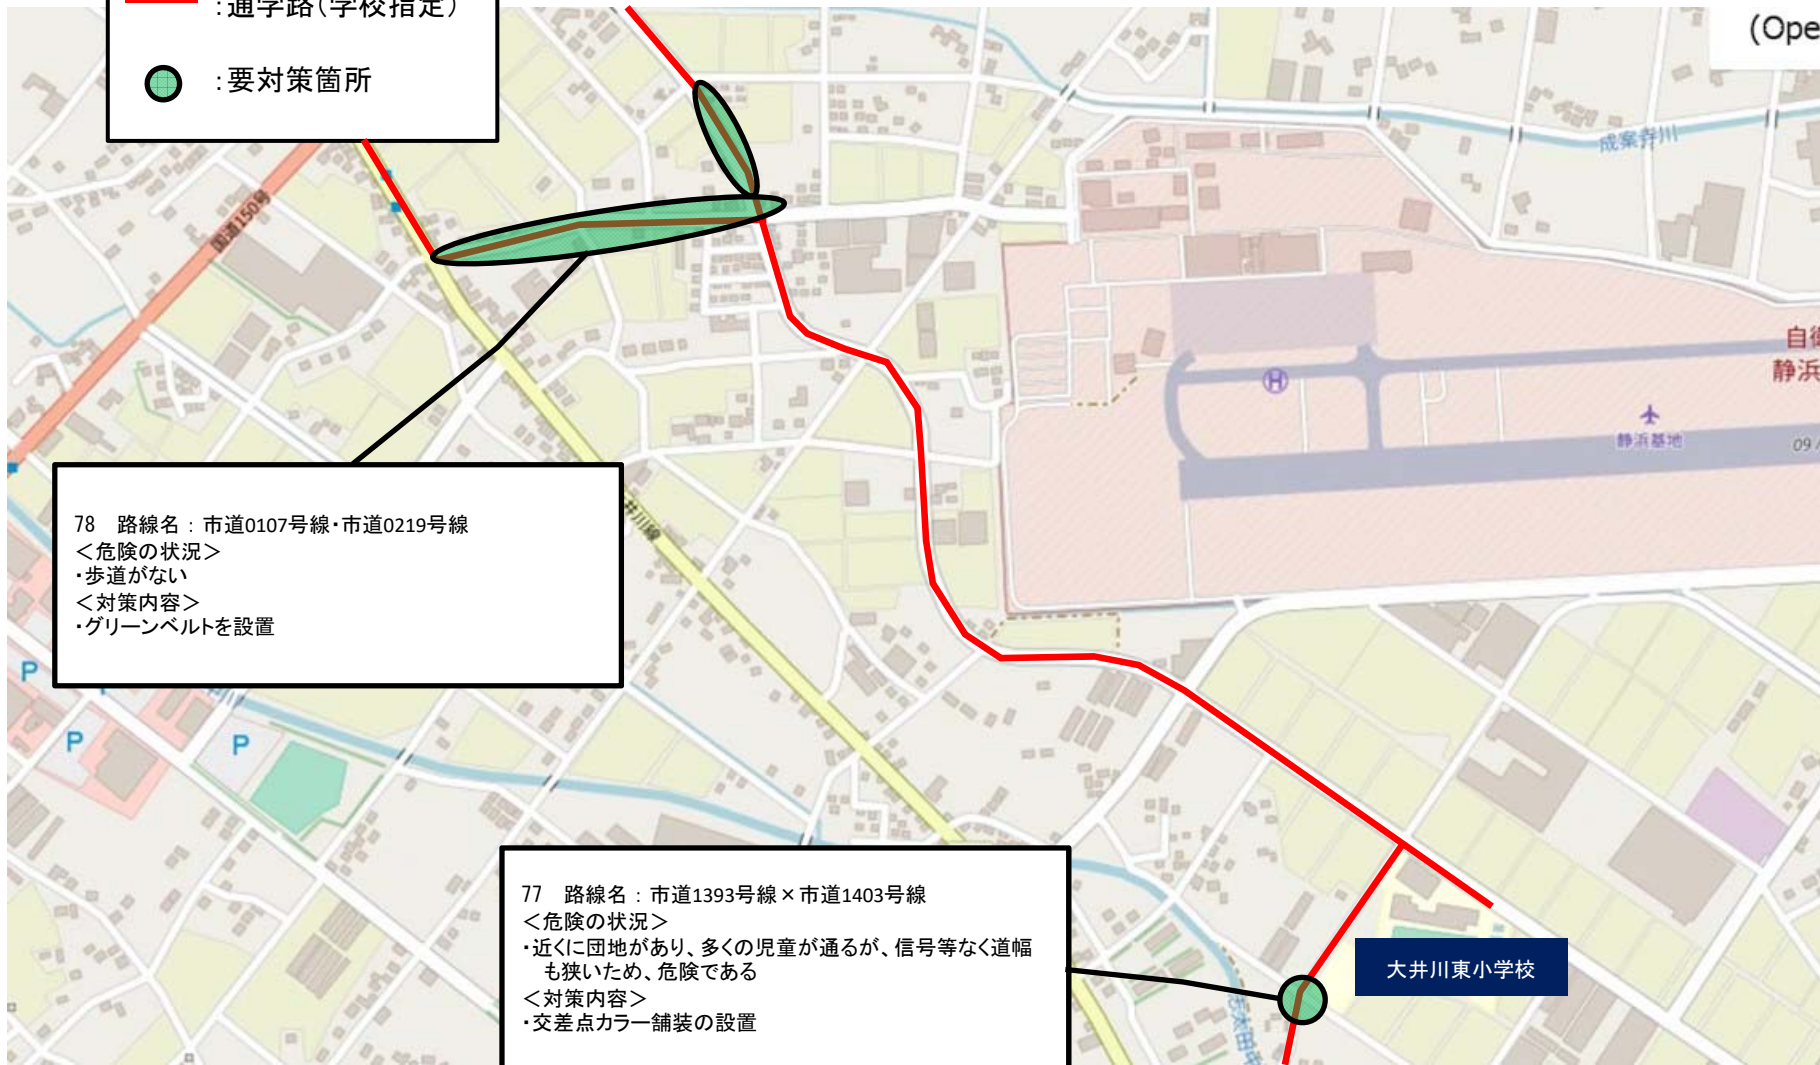 :通学路(学校指定)
:要対策箇所
(Ope
国道150号
成案寺川
自衛
静浜
静浜基地
09
井川線
78　路線名：市道0107号線・市道0219号線
＜危険の状況＞
・歩道がない
＜対策内容＞
・グリーンベルトを設置
P
P
P
77　路線名：市道1393号線×市道1403号線
＜危険の状況＞
・近くに団地があり、多くの児童が通るが、信号等なく道幅
も狭いため、危険である
＜対策内容＞
・交差点カラー舗装の設置
大井川東小学校